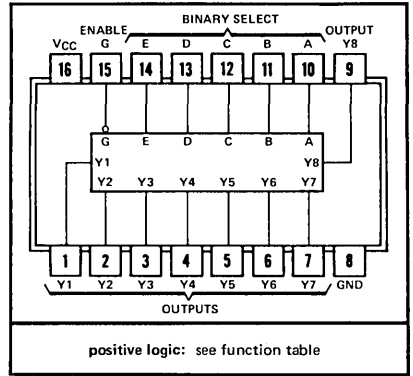 BINARY SELECT
ENABLE OUTPUT
VCC G E D C B A Y8
16 15 14 13 12 11 10 9
G E D C B A
Y1 Y8
Y2 Y3 Y4 Y5 Y6 Y7
1 2 3 4 5 6 7 8
Y1 Y2 Y3 Y4 Y5 Y6 Y7 GND
OUTPUTS
positive logic: see function table